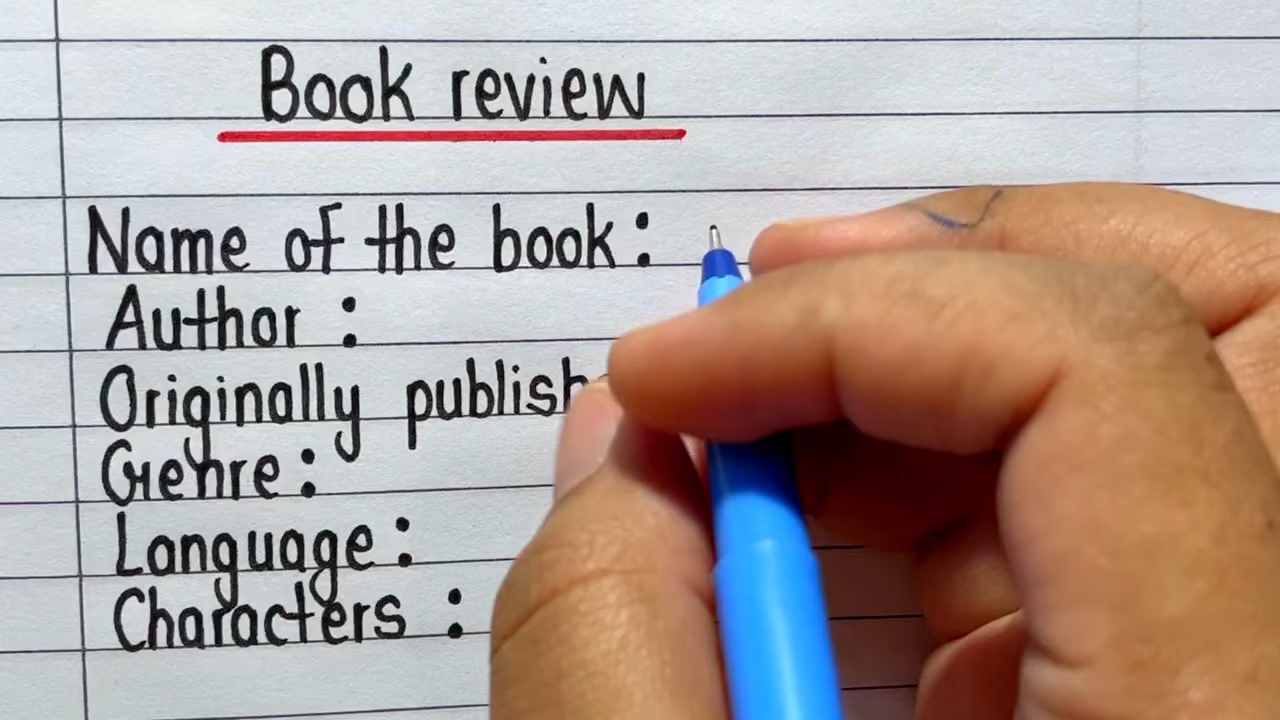 Book review
Name of the book :
Author :
Originally publish
Genre :
Language :
Characters :